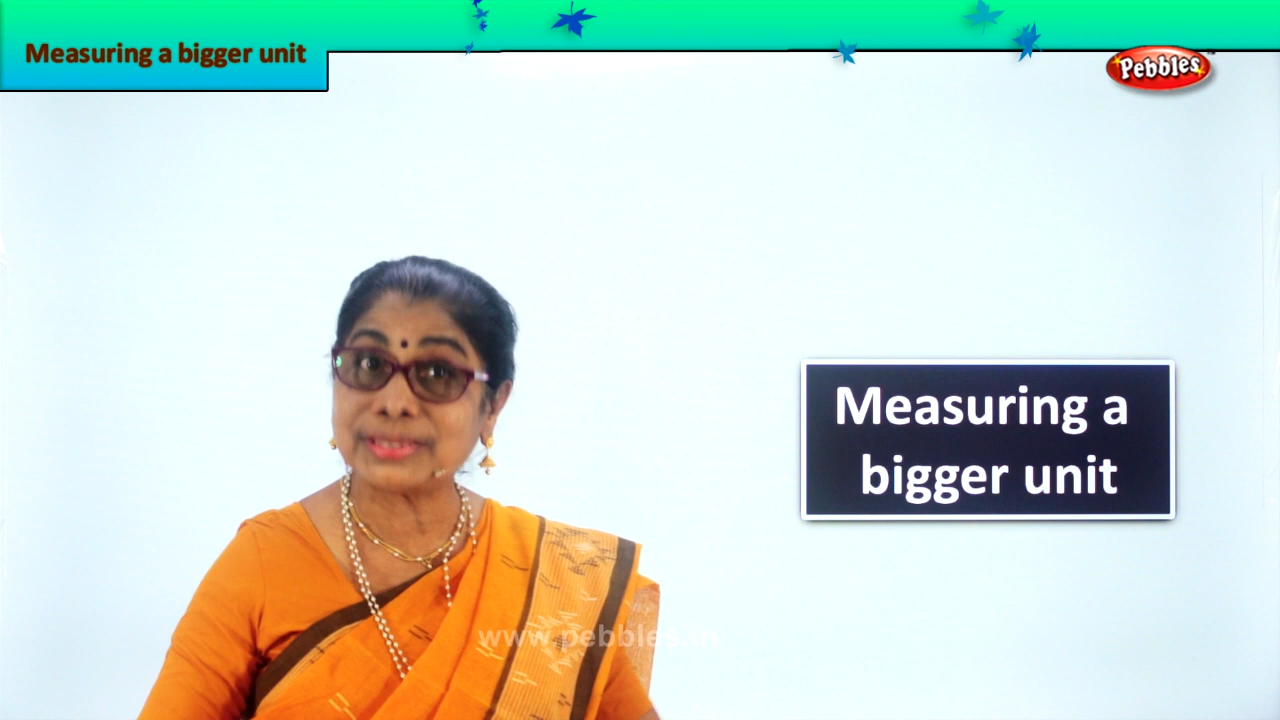 Measuring a bigger unit
Pebbles
Measuring a
bigger unit
www.pebbles.in